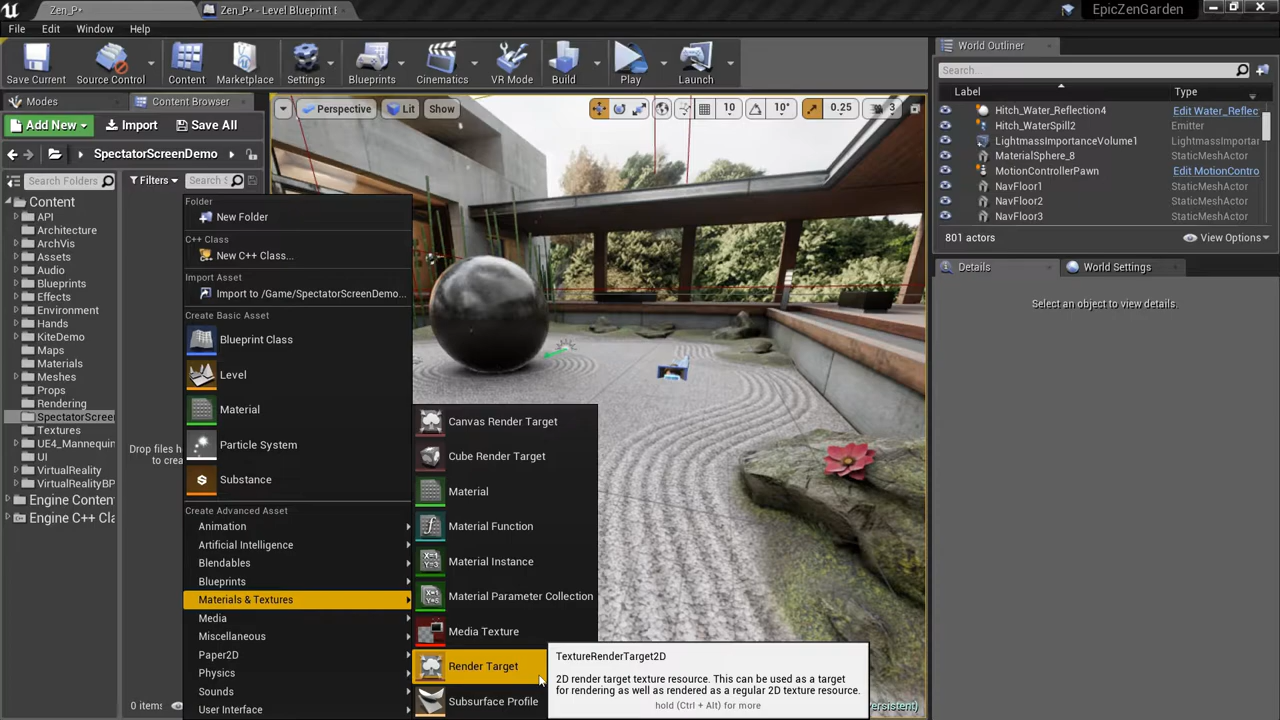 Zen_P•
Zen_P• - Level Blueprint E
EpicZenGarden
File
Edit
Window
Help
Save Current
Source Control
Content
Marketplace
Settings
Blueprints
Cinematics
VR Mode
Build
Play
Launch
World Outliner
Search...
Label
Type
Hitch_Water_Reflection4
Edit Water_Reflec
Hitch_WaterSpill2
Emitter
LightmassImportanceVolume1
LightmassImportar
MaterialSphere_8
StaticMeshActor
MotionControllerPawn
Edit MotionContro
NavFloor1
StaticMeshActor
NavFloor2
StaticMeshActor
NavFloor3
StaticMeshActor
801 actors
View Options
Details
World Settings
Select an object to view details.
Modes
Content Browser
Add New
Import
Save All
SpectatorScreenDemo
Search Folders
Filters
Search
Content
API
Architecture
ArchVis
Assets
Audio
Blueprints
Effects
Environment
Hands
KiteDemo
Maps
Materials
Meshes
Props
Rendering
SpectatorScreen
Textures
UE4_Mannequin
UI
VirtualReality
VirtualRealityBP
Engine Content
Engine C++ Cla
Drop files h
to crea
0 items
Perspective
Lit
Show
10
10°
0.25
3
Folder
New Folder
C++ Class
New C++ Class...
Import Asset
Import to /Game/SpectatorScreenDemo...
Create Basic Asset
Blueprint Class
Level
Material
Particle System
Substance
Create Advanced Asset
Animation
Artificial Intelligence
Blendables
Blueprints
Materials & Textures
Media
Miscellaneous
Paper2D
Physics
Sounds
User Interface
Canvas Render Target
Cube Render Target
Material
Material Function
Material Instance
Material Parameter Collection
Media Texture
Render Target
Subsurface Profile
TextureRenderTarget2D
2D render target texture resource. This can be used as a target
for rendering as well as rendered as a regular 2D texture resource.
hold (Ctrl + Alt) for more
ersistent)